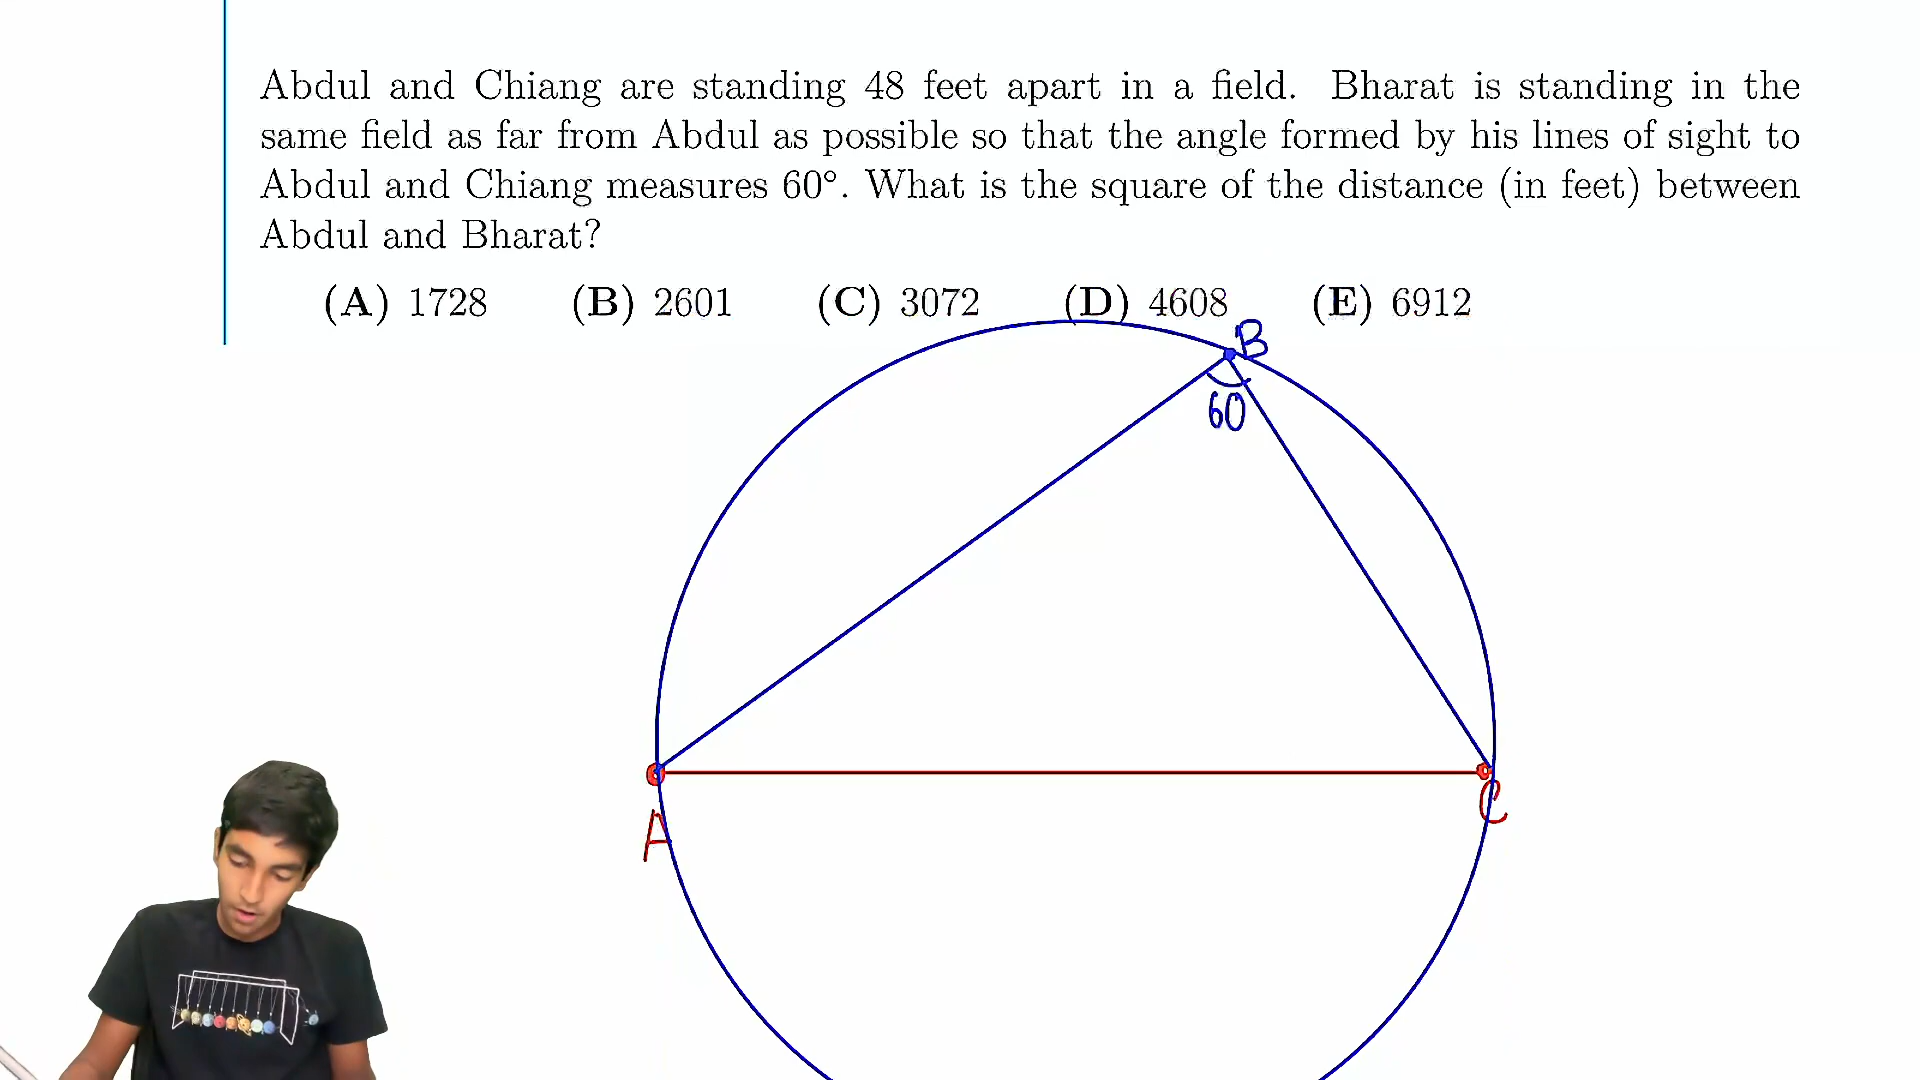 Abdul and Chiang are standing 48 feet apart in a field. Bharat is standing in the
same field as far from Abdul as possible so that the angle formed by his lines of sight to
Abdul and Chiang measures 60°. What is the square of the distance (in feet) between
Abdul and Bharat?
(A) 1728 (B) 2601 (C) 3072 (D) 4608 (E) 6912
B
60
A
C